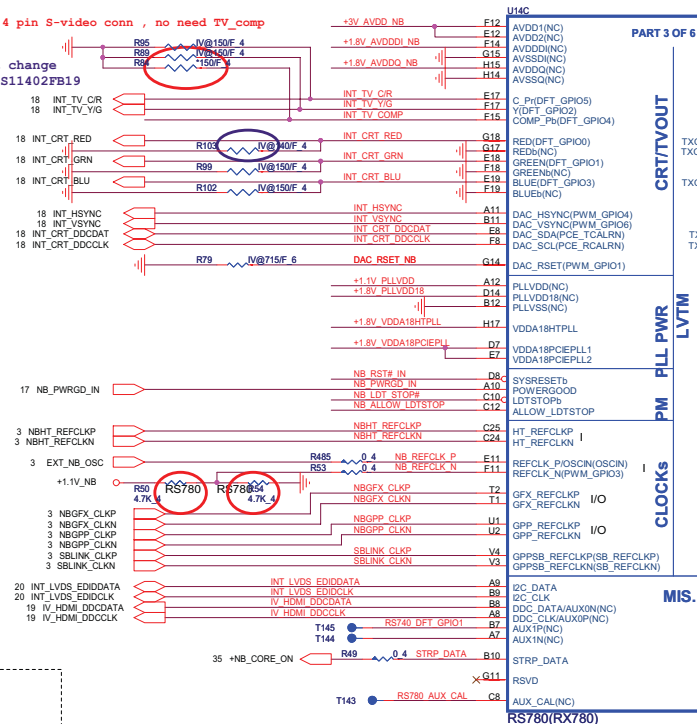 U14C
4 pin S-video conn , no need TV_comp
change
S11402FB19
R95 IV@150/F_4
R89 IV@150/F_4
R84 *150/F_4
+3V_AVDD_NB F12 AVDD1(NC)
E12 AVDD2(NC)
+1.8V_AVDDDI_NB F14 AVDDDI(NC)
G15 AVSSDI(NC)
+1.8V_AVDDQ_NB H15 AVDDQ(NC)
H14 AVSSQ(NC)
PART 3 OF 6
18 INT_TV_C/R INT_TV_C/R E17 C_Pr(DFT_GPIO5)
18 INT_TV_Y/G INT_TV_Y/G F17 Y(DFT_GPIO2)
INT_TV_COMP F15 COMP_Pb(DFT_GPIO4)
18 INT_CRT_RED R103 IV@140/F_4 INT_CRT_RED G18 RED(DFT_GPIO0)
G17 REDb(NC)
18 INT_CRT_GRN R99 IV@150/F_4 INT_CRT_GRN E18 GREEN(DFT_GPIO1)
F18 GREENb(NC)
18 INT_CRT_BLU R102 IV@150/F_4 INT_CRT_BLU E19 BLUE(DFT_GPIO3)
F19 BLUEb(NC)
CRT/TVOUT
18 INT_HSYNC INT_HSYNC A11 DAC_HSYNC(PWM_GPIO4)
18 INT_VSYNC INT_VSYNC B11 DAC_VSYNC(PWM_GPIO6)
18 INT_CRT_DDCDAT INT_CRT_DDCDAT E8 DAC_SDA(PCE_TCALRN)
18 INT_CRT_DDCCLK INT_CRT_DDCCLK F8 DAC_SCL(PCE_RCALRN)
R79 IV@715/F_6 DAC_RSET_NB G14 DAC_RSET(PWM_GPIO1)
+1.1V_PLLVDD A12 PLLVDD(NC)
+1.8V_PLLVDD18 D14 PLLVDD18(NC)
B12 PLLVSS(NC)
+1.8V_VDDA18HTPLL H17 VDDA18HTPLL
+1.8V_VDDA18PCIEPLL D7 VDDA18PCIEPLL1
E7 VDDA18PCIEPLL2
PLL PWR
LVTM
NB_RST#_IN D8 SYSRESETb
17 NB_PWRGD_IN NB_PWRGD_IN A10 POWERGOOD
NB_LDT_STOP# C10 LDTSTOPb
NB_ALLOW_LDTSTOP C12 ALLOW_LDTSTOP
PM
3 NBHT_REFCLKP NBHT_REFCLKP C25 HT_REFCLKP
3 NBHT_REFCLKN NBHT_REFCLKN C24 HT_REFCLKN I
3 EXT_NB_OSC R485 0_4 NB_REFCLK_P E11 REFCLK_P/OSCIN(OSCIN) I
R53 0_4 NB_REFCLK_N F11 REFCLK_N(PWM_GPIO3)
+1.1V_NB R50 RS780 4.7K_4 RS780 R54 4.7K_4
3 NBGFX_CLKP NBGFX_CLKP T2 GFX_REFCLKP I/O
3 NBGFX_CLKN NBGFX_CLKN T1 GFX_REFCLKN
3 NBGPP_CLKP NBGPP_CLKP U1 GPP_REFCLKP I/O
3 NBGPP_CLKN NBGPP_CLKN U2 GPP_REFCLKN
3 SBLINK_CLKP SBLINK_CLKP V4 GPPSB_REFCLKP(SB_REFCLKP)
3 SBLINK_CLKN SBLINK_CLKN V3 GPPSB_REFCLKN(SB_REFCLKN)
CLOCKs
20 INT_LVDS_EDIDDATA INT_LVDS_EDIDDATA A9 I2C_DATA
20 INT_LVDS_EDIDCLK INT_LVDS_EDIDCLK B9 I2C_CLK
19 IV_HDMI_DDCDATA IV_HDMI_DDCDATA B8 DDC_DATA/AUX0N(NC)
19 IV_HDMI_DDCCLK IV_HDMI_DDCCLK A8 DDC_CLK/AUX0P(NC)
T145 RS740_DFT_GPIO1 B7 AUX1P(NC)
T144 A7 AUX1N(NC)
MIS.
35 +NB_CORE_ON R49 0_4 STRP_DATA B10 STRP_DATA
G11 RSVD
T143 RS780_AUX_CAL C8 AUX_CAL(NC)
RS780(RX780)